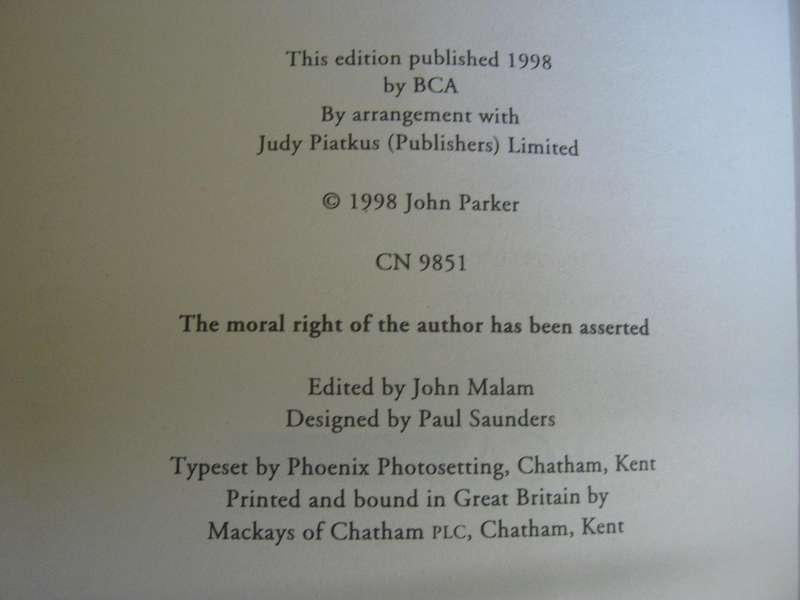 This edition published 1998
by BCA
By arrangement with
Judy Piatkus (Publishers) Limited
© 1998 John Parker
CN 9851
The moral right of the author has been asserted
Edited by John Malam
Designed by Paul Saunders
Typeset by Phoenix Photosetting, Chatham, Kent
Printed and bound in Great Britain by
Mackays of Chatham PLC, Chatham, Kent